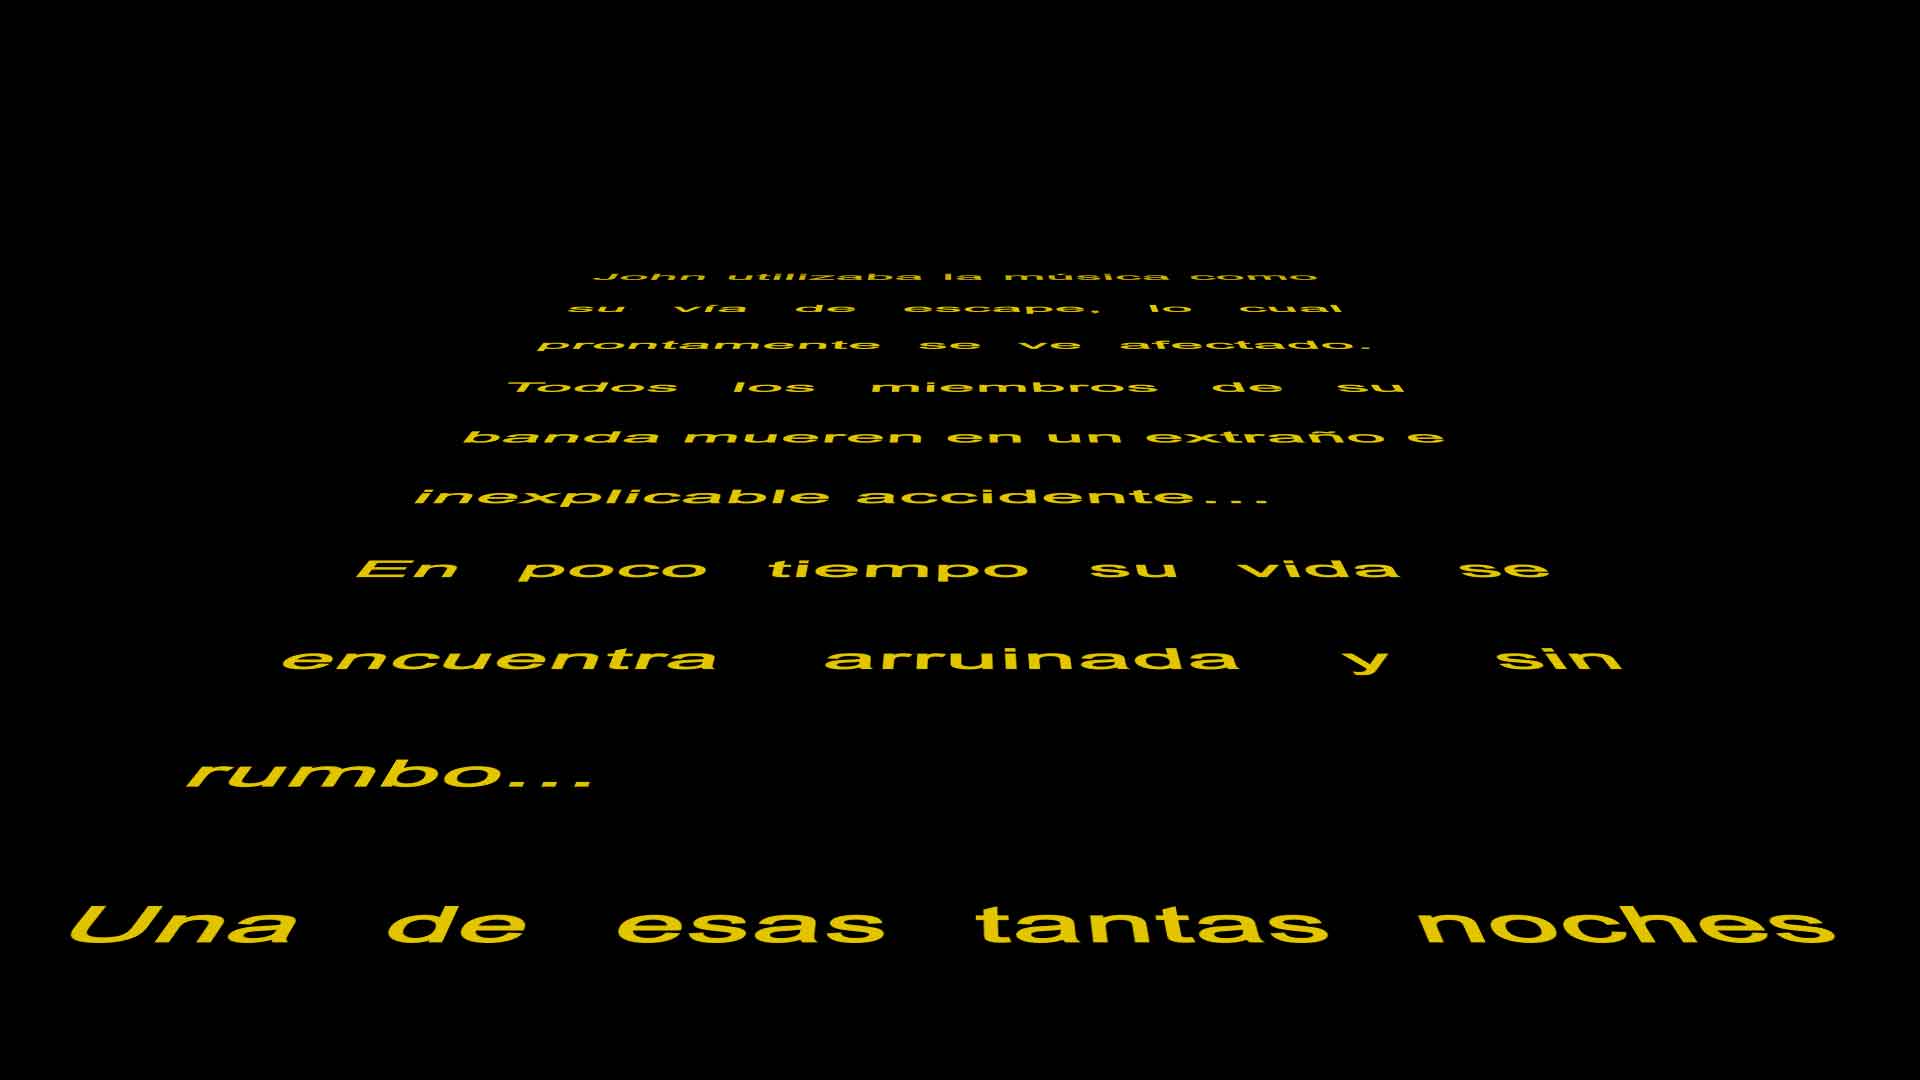 John utilizaba la música como
su vía de escape, lo cual
prontamente se ve afectado.
Todos los miembros de su
banda mueren en un extraño e
inexplicable accidente...
En poco tiempo su vida se
encuentra arruinada y sin
rumbo...
Una de esas tantas noches